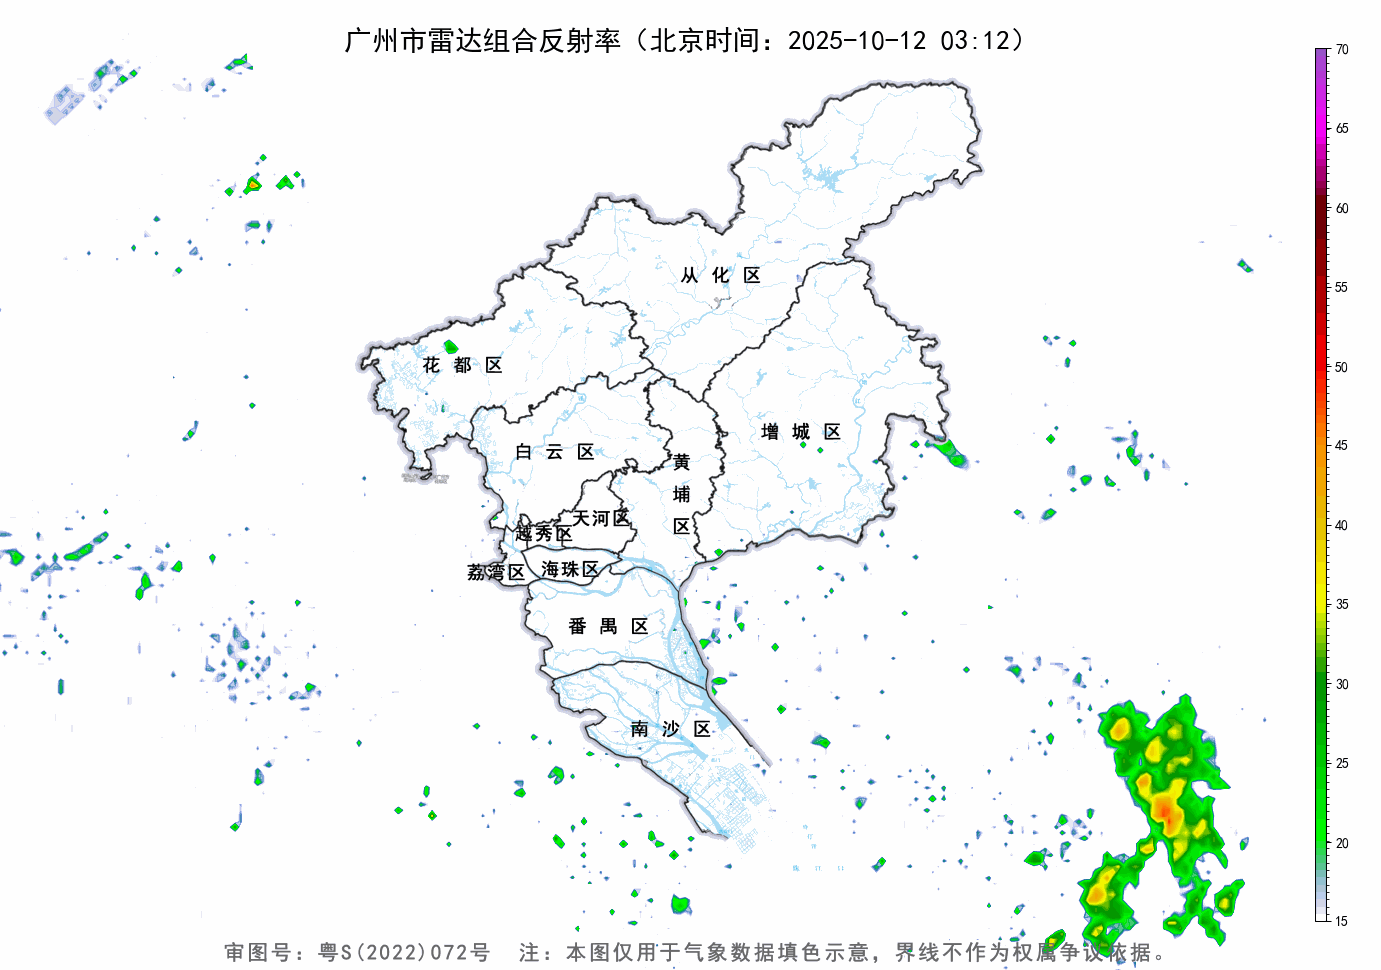 广州市雷达组合反射率（北京时间：2025-10-12 03:12）
70
65
60
55
50
45
40
35
30
25
20
15
从化区
花都区
增城区
白云区
黄埔区
天河区
越秀区
海珠区
荔湾区
番禺区
南沙区
审图号：粤S(2022)072号 注：本图仅用于气象数据填色示意，界线不作为权属争议依据。